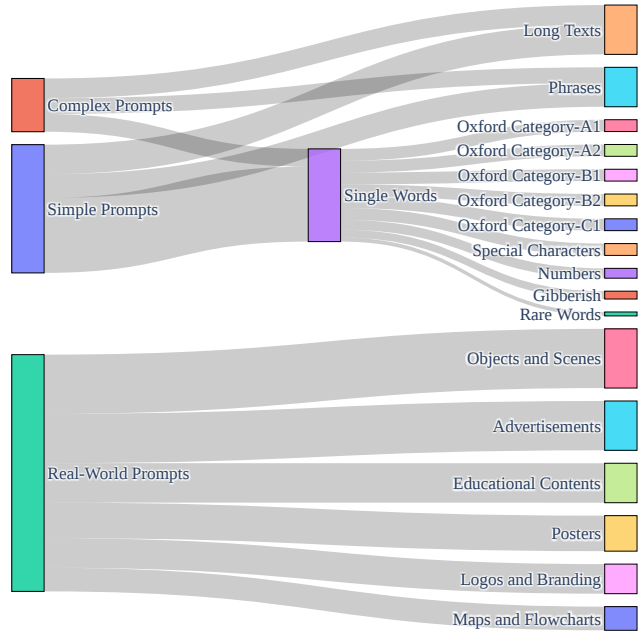 Long Texts
Phrases
Complex Prompts
Oxford Category-A1
Oxford Category-A2
Oxford Category-B1
Single Words
Oxford Category-B2
Simple Prompts
Oxford Category-C1
Special Characters
Numbers
Gibberish
Rare Words
Objects and Scenes
Advertisements
Real-World Prompts
Educational Contents
Posters
Logos and Branding
Maps and Flowcharts